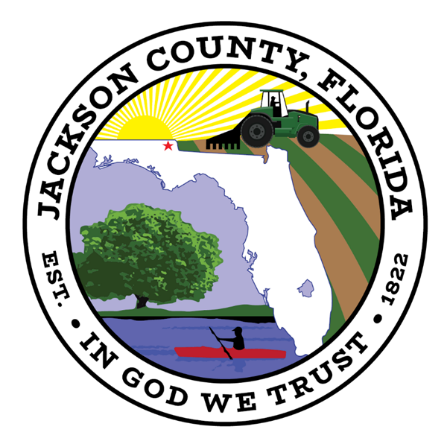 JACKSON COUNTY, FLORIDA
EST. • IN GOD WE TRUST • 1822